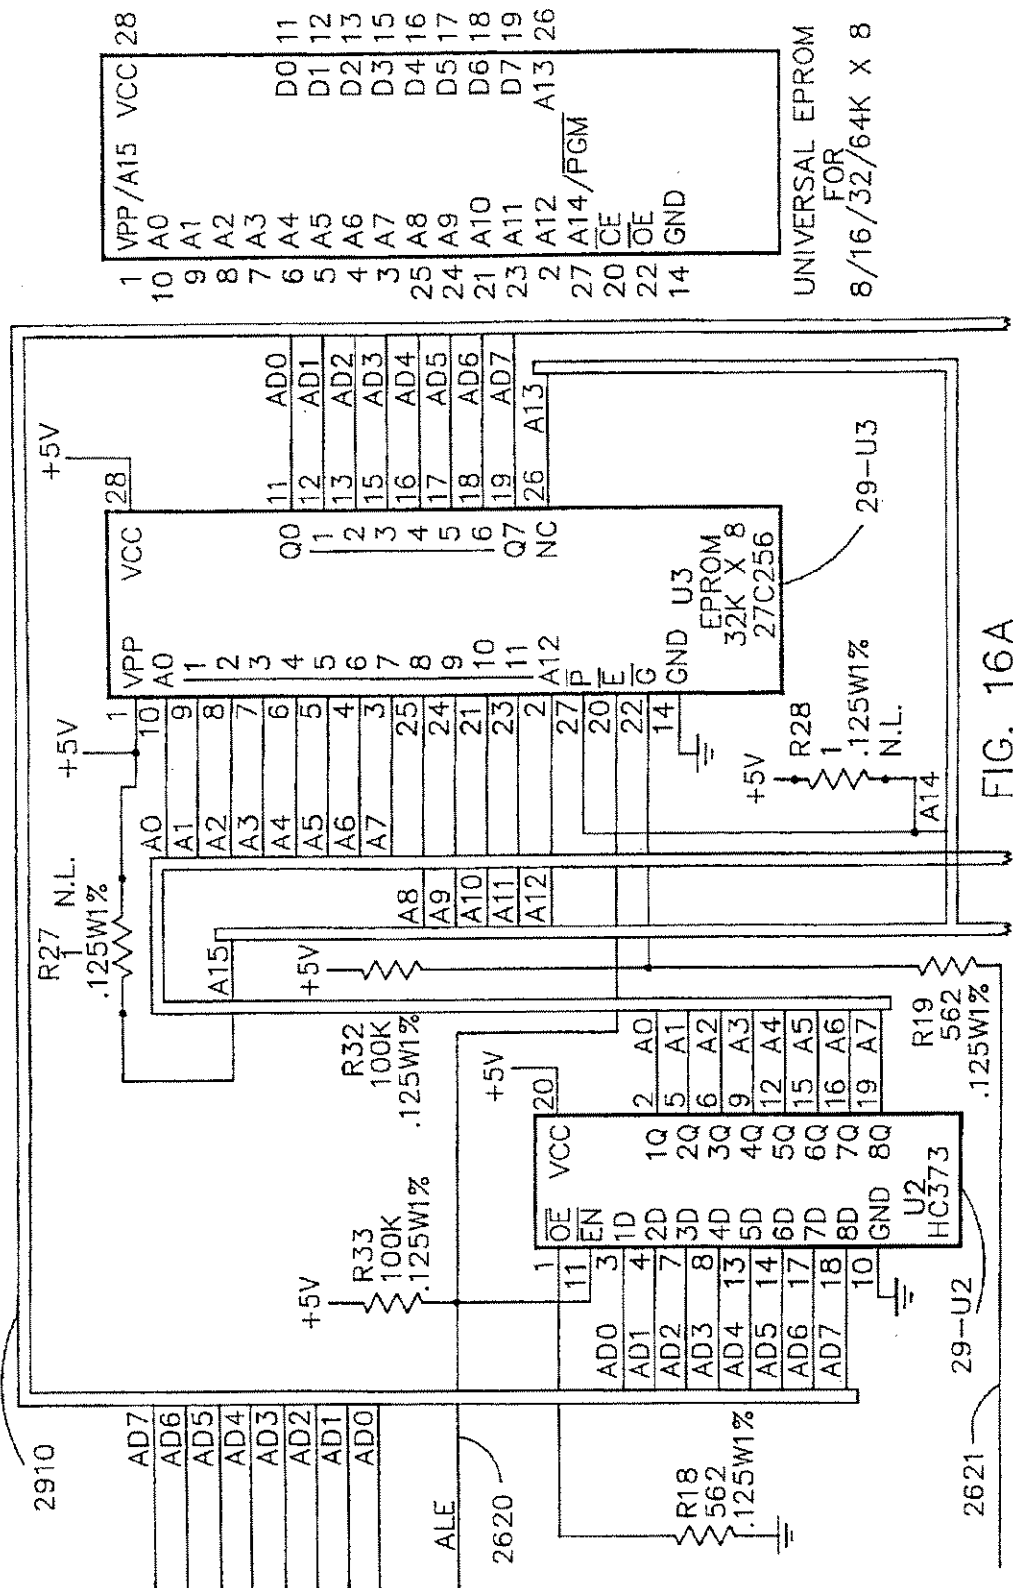 2910
AD7
AD6
AD5
AD4
AD3
AD2
AD1
AD0
ALE
2620
2621
R18
562
.125W1%
+5V
R33
100K
.125W1%
AD0
AD1
AD2
AD3
AD4
AD5
AD6
AD7
1
11
3
4
7
8
13
14
17
18
10
OE
EN
1D
2D
3D
4D
5D
6D
7D
8D
GND
VCC
1Q
2Q
3Q
4Q
5Q
6Q
7Q
8Q
U2
HC373
29-U2
20
+5V
2
5
6
9
12
15
16
19
A0
A1
A2
A3
A4
A5
A6
A7
R27
1
N.L.
.125W1%
A15
+5V
R32
100K
.125W1%
R19
562
.125W1%
A0
A1
A2
A3
A4
A5
A6
A7
A8
A9
A10
A11
A12
+5V
1
10
9
8
7
6
5
4
3
25
24
21
23
2
27
20
22
14
VPP
A0
1
2
3
4
5
6
7
8
9
10
11
A12
P
E
G
GND
VCC
Q0
1
2
3
4
5
6
Q7
NC
U3
EPROM
32K X 8
27C256
29-U3
+5V
28
11
12
13
15
16
17
18
19
26
AD0
AD1
AD2
AD3
AD4
AD5
AD6
AD7
A13
+5V
R28
1
.125W1%
N.L.
A14
1 VPP/A15 VCC 28
10 A0
9 A1
8 A2
7 A3
6 A4 D0 11
5 A5 D1 12
4 A6 D2 13
3 A7 D3 15
25 A8 D4 16
24 A9 D5 17
21 A10 D6 18
23 A11 D7 19
2 A12 A13 26
27 A14/PGM
20 CE
22 OE
14 GND
UNIVERSAL EPROM
FOR
8/16/32/64K X 8
FIG. 16A